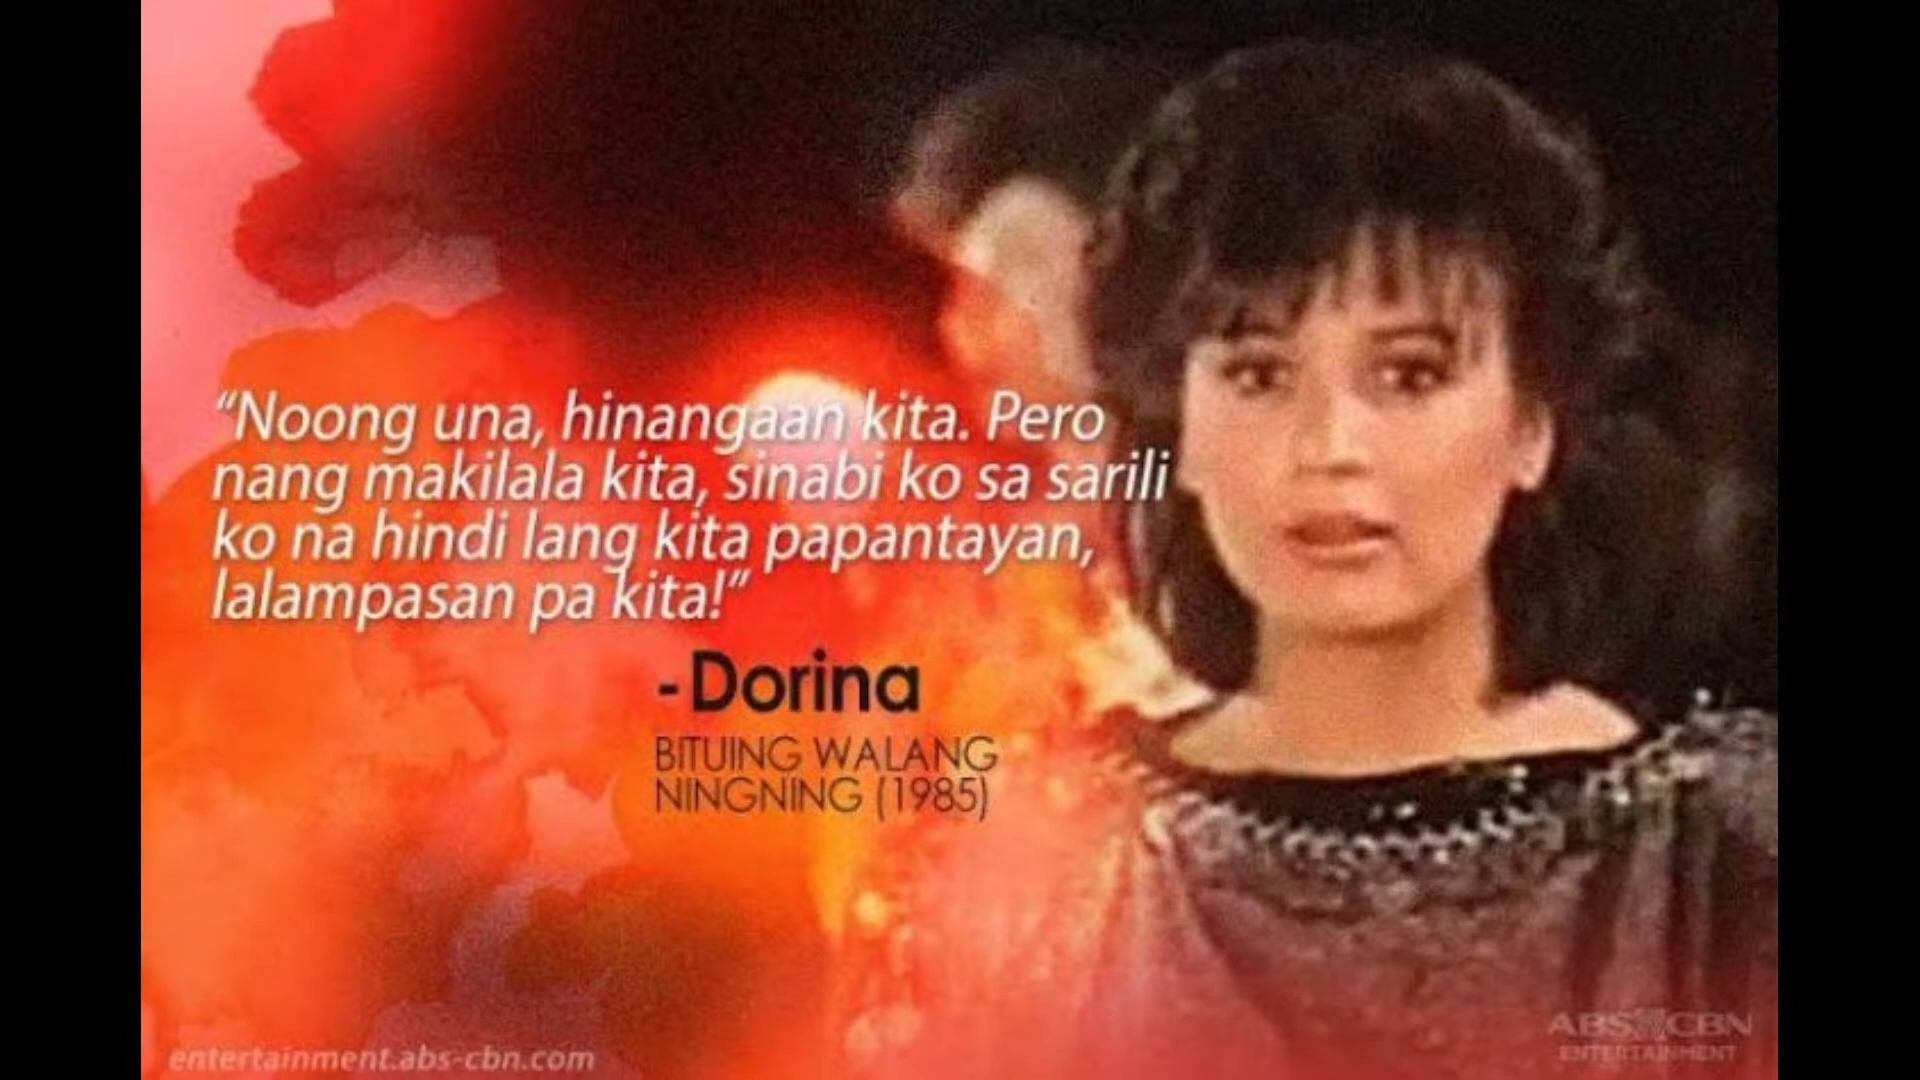 “Noong una, hinangaan kita. Pero
nang makilala kita, sinabi ko sa sarili
ko na hindi lang kita papantayan,
lalampasan pa kita!”
-Dorina
BITUING WALANG
NINGNING (1985)
entertainment.abs-cbn.com
ABS CBN
ENTERTAINMENT